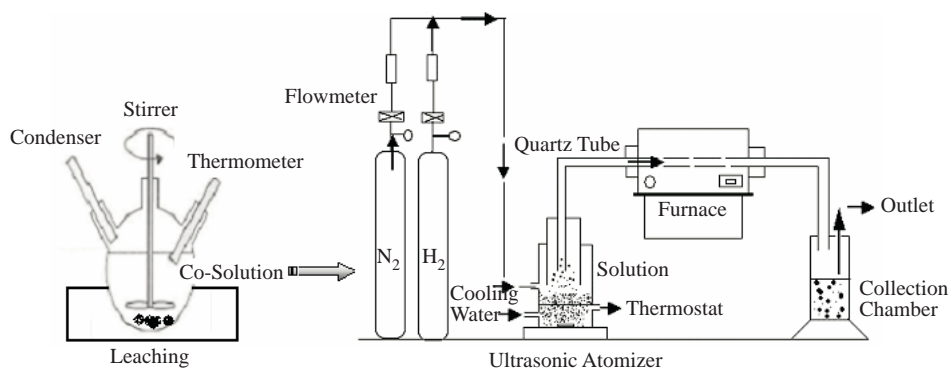 Stirrer
Condenser
Thermometer
Co-Solution
Leaching
Flowmeter
N2
H2
Quartz Tube
Furnace
Outlet
Solution
Cooling
Water
Thermostat
Collection
Chamber
Ultrasonic Atomizer